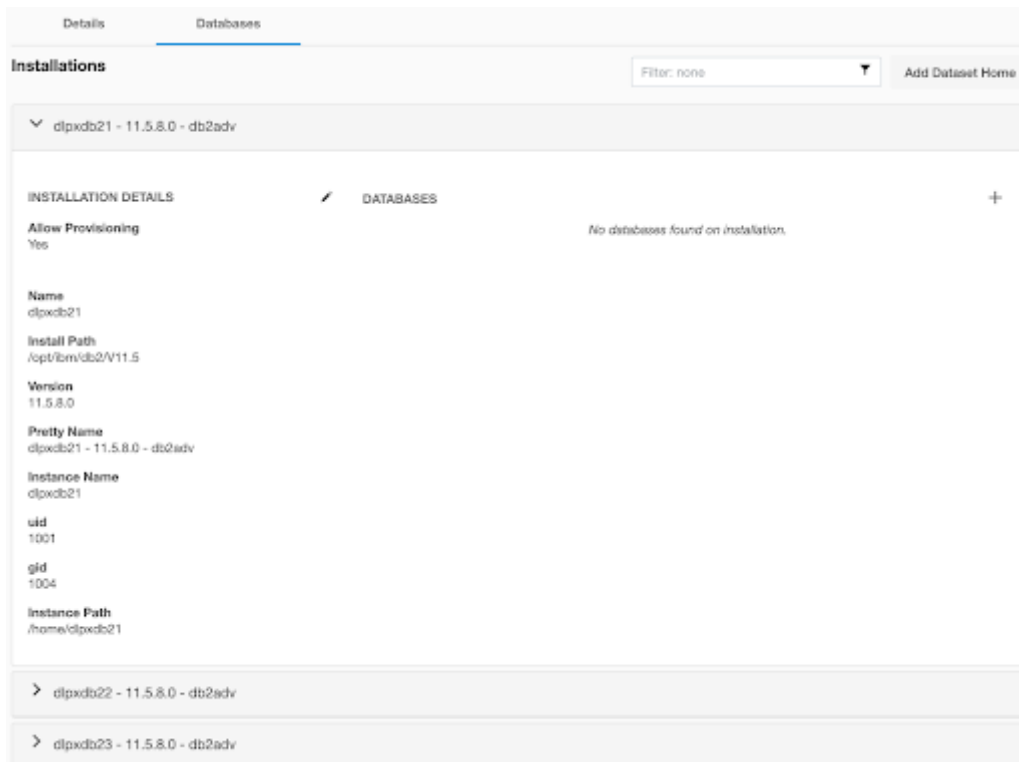 Details Databases
Installations
Filter: none
Add Dataset Home
dlpxdb21 - 11.5.8.0 - db2adv
INSTALLATION DETAILS
DATABASES
Allow Provisioning
Yes
No databases found on installation.
Name
dlpxdb21
Install Path
/opt/ibm/db2/V11.5
Version
11.5.8.0
Pretty Name
dlpxdb21 - 11.5.8.0 - db2adv
Instance Name
dlpxdb21
uid
1001
gid
1004
Instance Path
/home/dlpxdb21
dlpxdb22 - 11.5.8.0 - db2adv
dlpxdb23 - 11.5.8.0 - db2adv